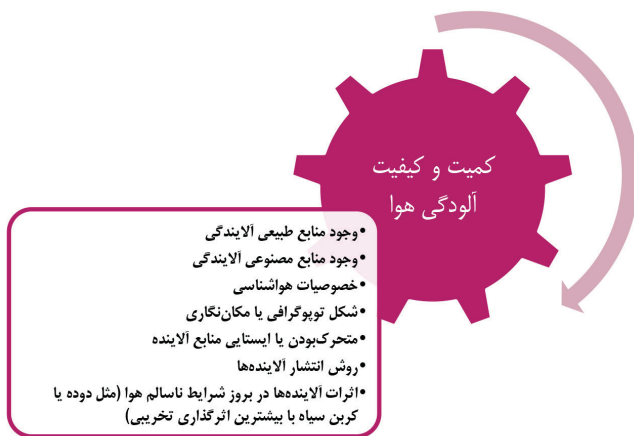 کمیت و کیفیت
آلودگی هوا
•وجود منابع طبیعی آلایندگی
•وجود منابع مصنوعی آلایندگی
•خصوصیات هواشناسی
•شکل توپوگرافی یا مکان‌نگاری
•متحرک‌بودن یا ایستایی منابع آلاینده
•روش انتشار آلاینده‌ها
•اثرات آلاینده‌ها در بروز شرایط ناسالم هوا (مثل دوده یا
کربن سیاه با بیشترین اثرگذاری تخریبی)